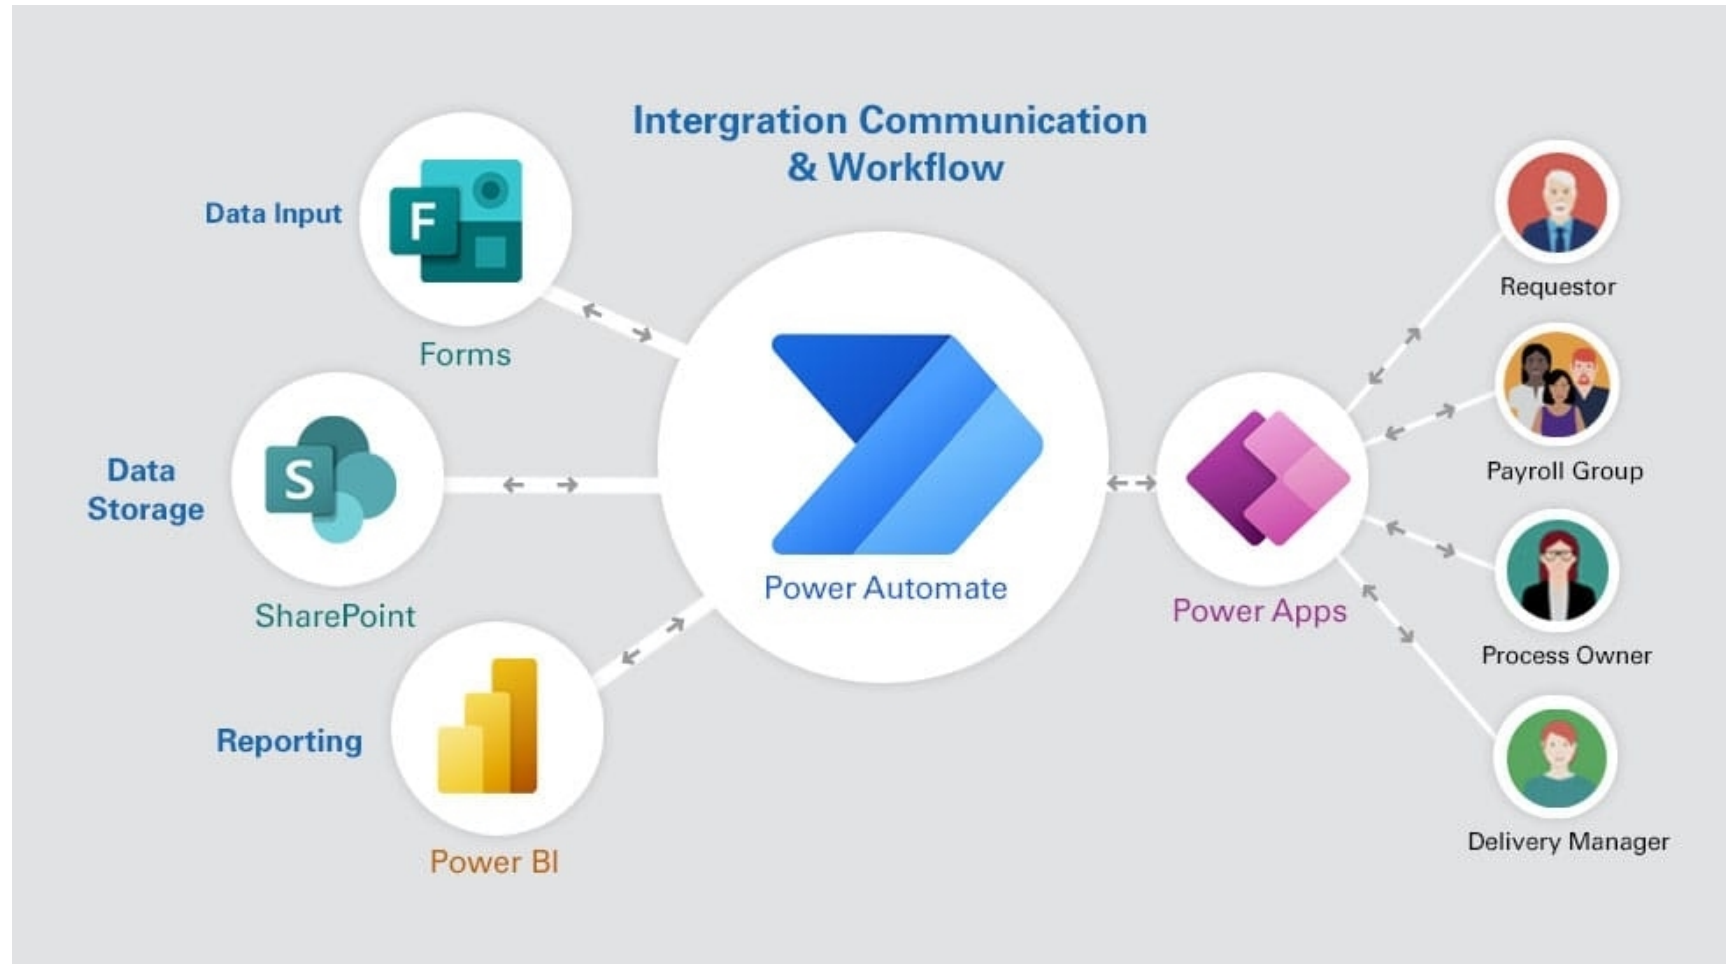 Intergration Communication
& Workflow
Data Input
F
Forms
Data
Storage
S
SharePoint
Reporting
Power BI
Power Automate
Power Apps
Requestor
Payroll Group
Process Owner
Delivery Manager